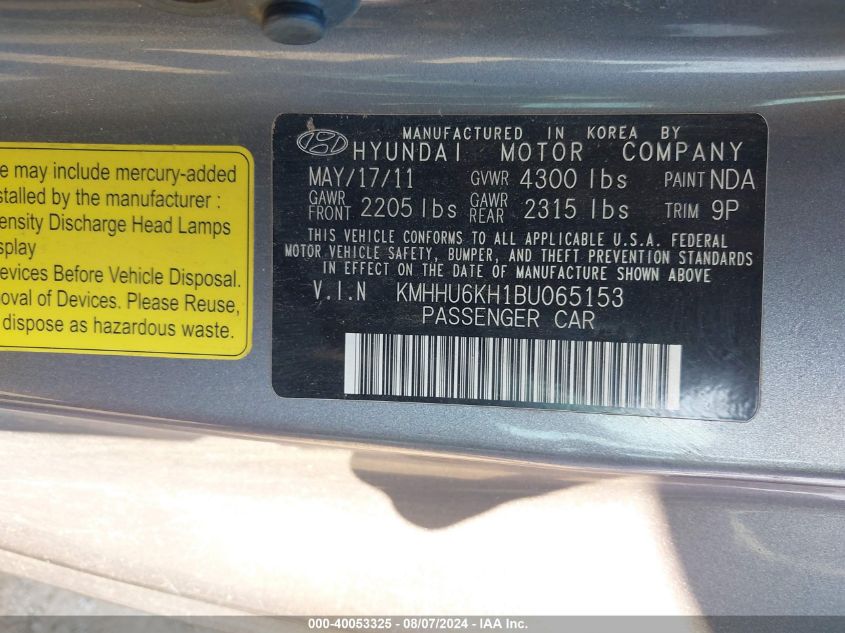 e may include mercury-added
stalled by the manufacturer :
ensity Discharge Head Lamps
splay
evices Before Vehicle Disposal.
oval of Devices. Please Reuse,
dispose as hazardous waste.
MANUFACTURED IN KOREA BY
HYUNDAI MOTOR COMPANY
MAY/17/11 GVWR 4300 lbs PAINT NDA
GAWR FRONT 2205 lbs GAWR REAR 2315 lbs TRIM 9P
THIS VEHICLE CONFORMS TO ALL APPLICABLE U.S.A. FEDERAL
MOTOR VEHICLE SAFETY, BUMPER, AND THEFT PREVENTION STANDARDS
IN EFFECT ON THE DATE OF MANUFACTURE SHOWN ABOVE
V.I.N KMHHU6KH1BU065153
PASSENGER CAR
000-40053325 - 08/07/2024 - IAAI.COM